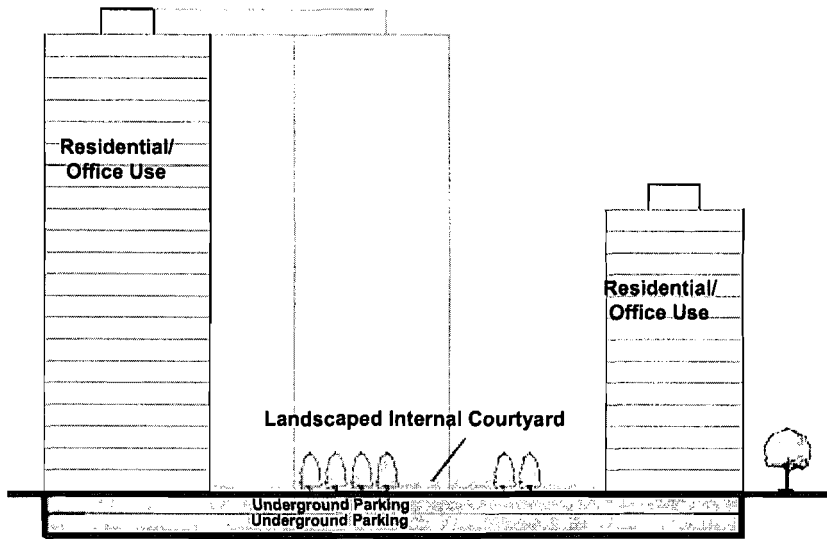 Residential/
Office Use
Residential/
Office Use
Landscaped Internal Courtyard
Underground Parking
Underground Parking